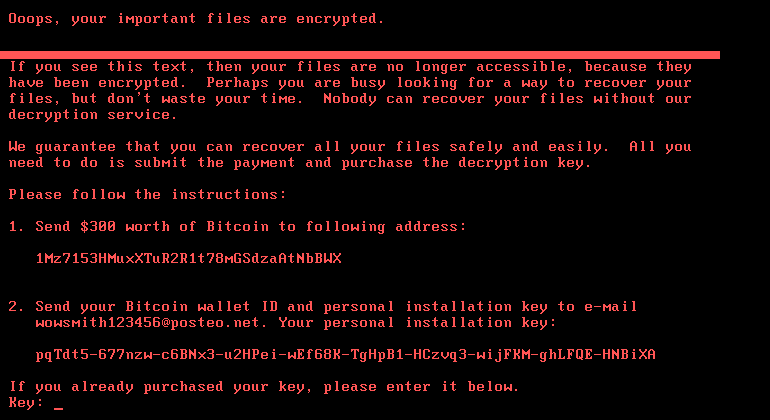 Ooops, your important files are encrypted.
If you see this text, then your files are no longer accessible, because they
have been encrypted.  Perhaps you are busy looking for a way to recover your
files, but don't waste your time.  Nobody can recover your files without our
decryption service.
We guarantee that you can recover all your files safely and easily.  All you
need to do is submit the payment and purchase the decryption key.
Please follow the instructions:
1. Send $300 worth of Bitcoin to following address:
1Mz7153HMuxXTuR2R1t78mGSdzaAtNbBWX
2. Send your Bitcoin wallet ID and personal installation key to e-mail
wowsmith123456@posteo.net. Your personal installation key:
pqTdt5-677nzw-c6BNx3-u2HPei-wEf68K-TgHpB1-HCzvq3-wijFKM-ghLFQE-HNBiXA
If you already purchased your key, please enter it below.
Key: _